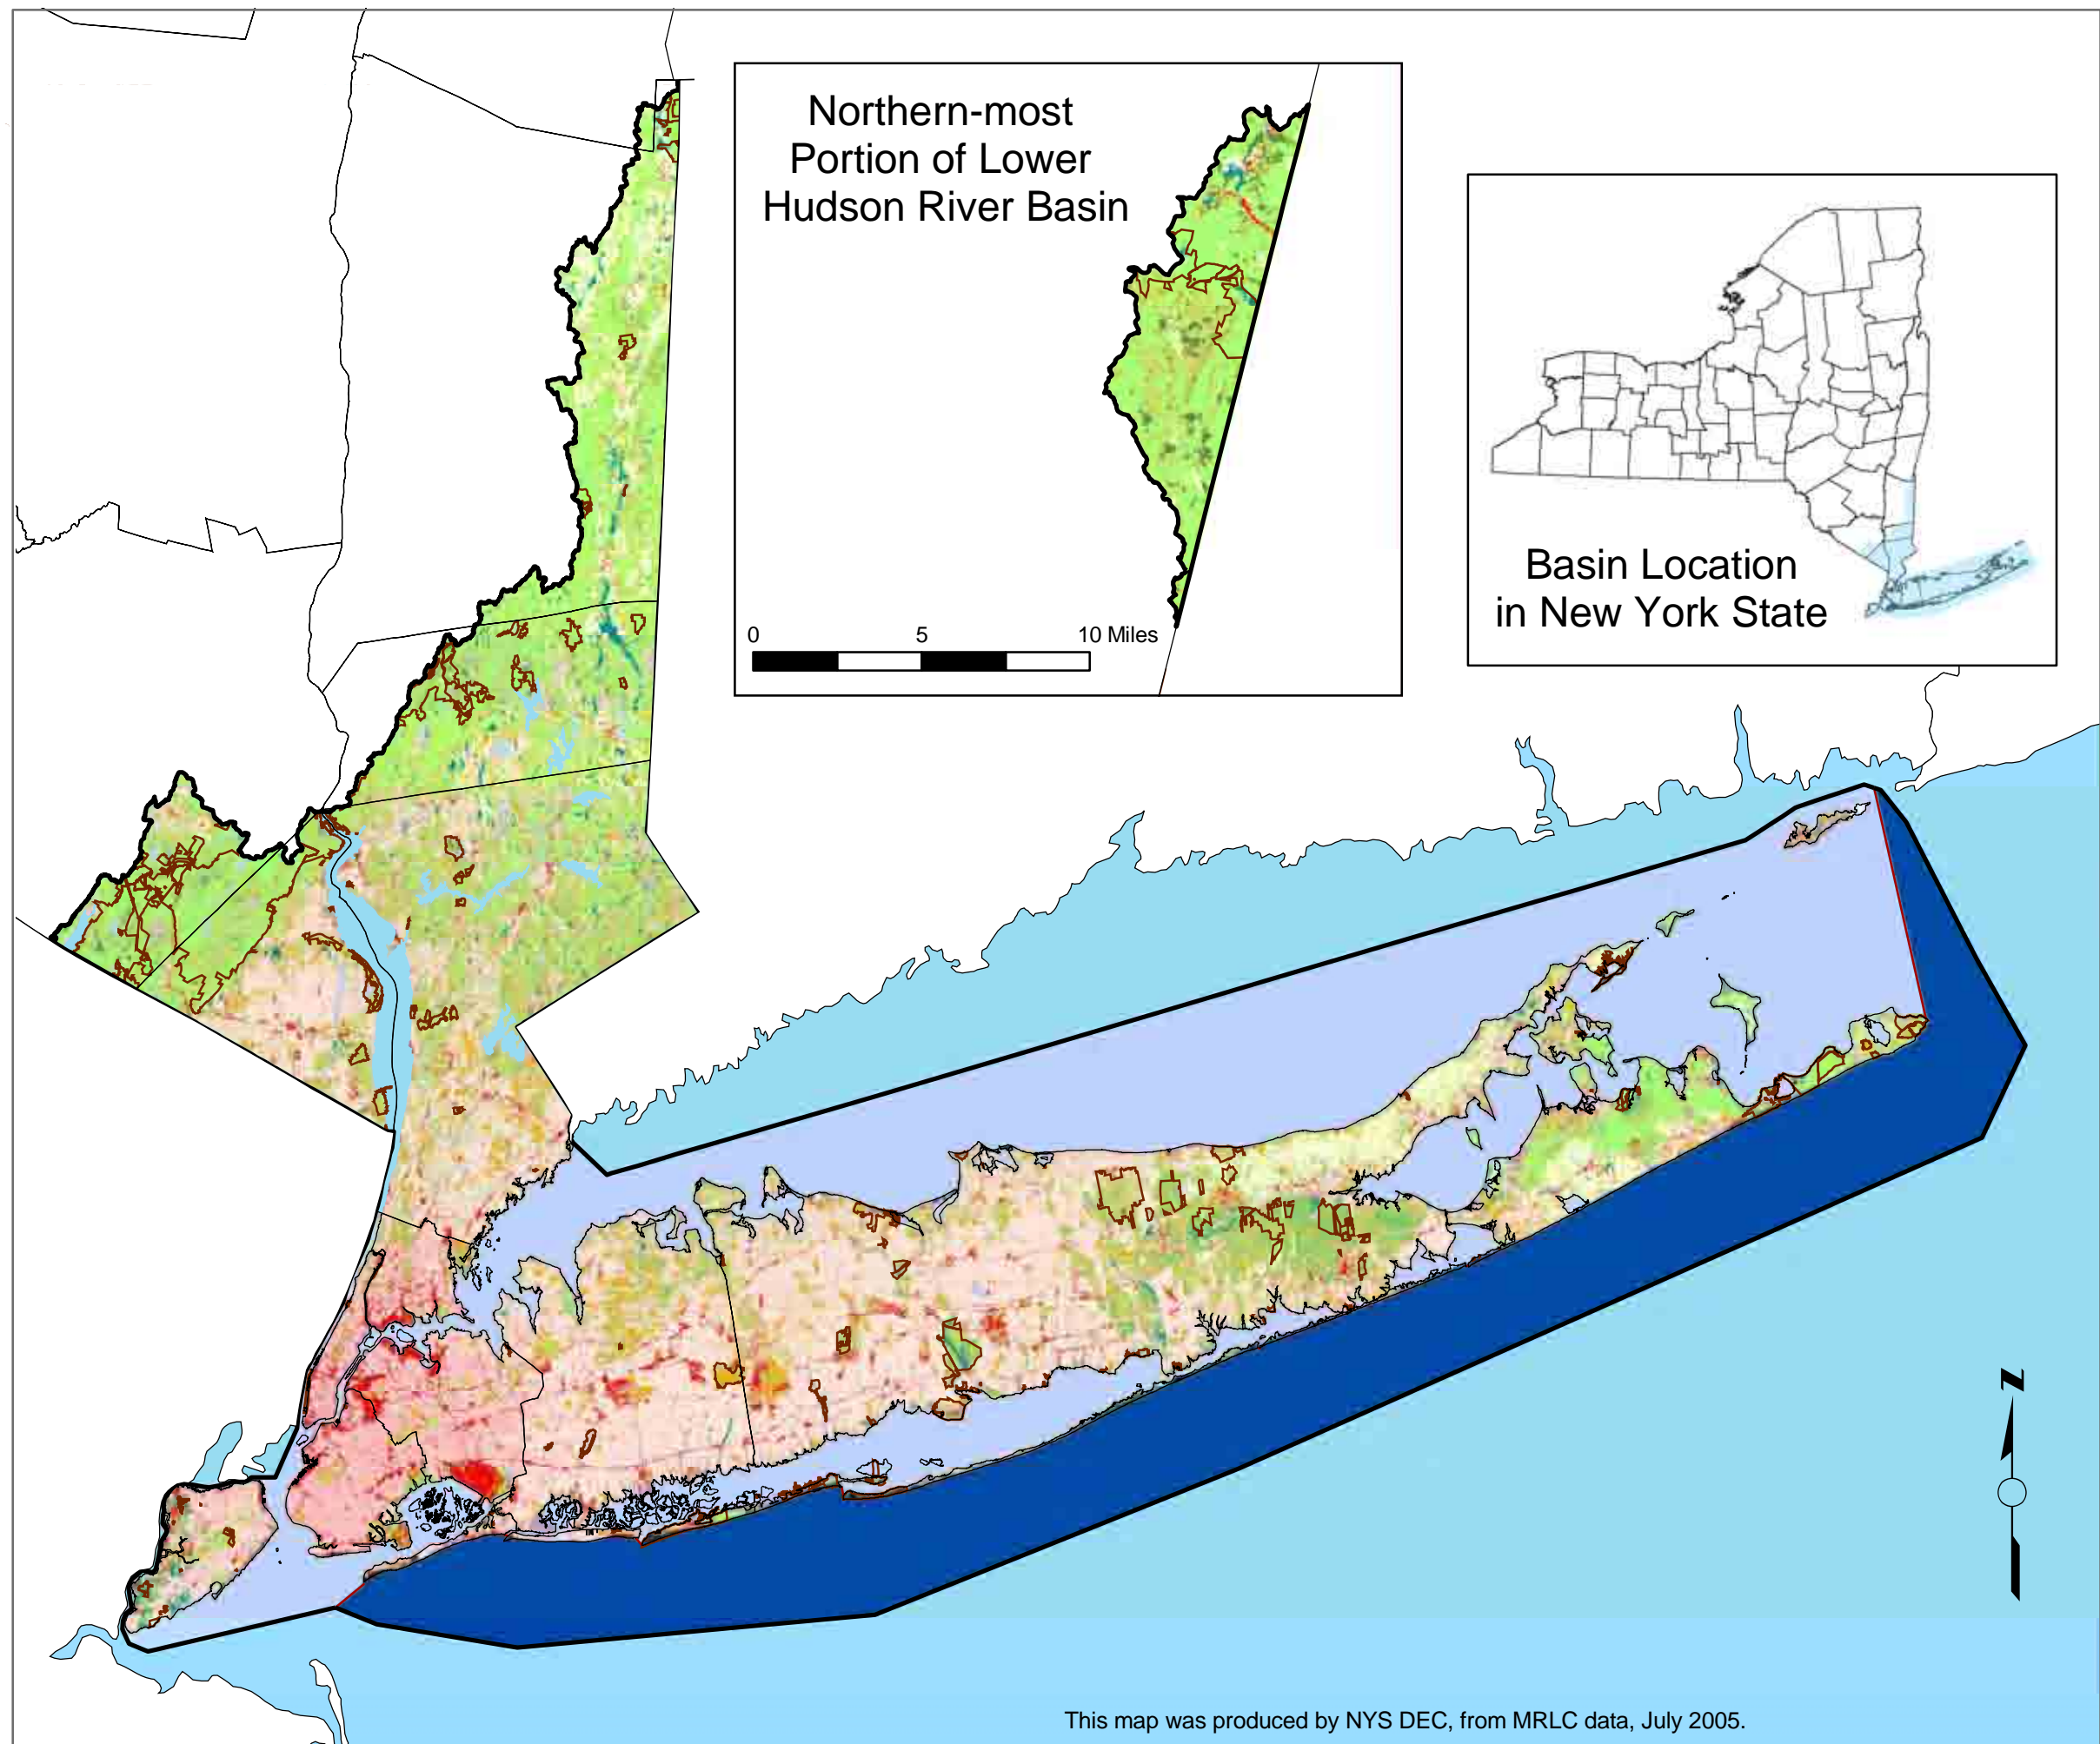 Northern-most
Portion of Lower
Hudson River Basin
0 5 10 Miles
Basin Location
in New York State
N
This map was produced by NYS DEC, from MRLC data, July 2005.